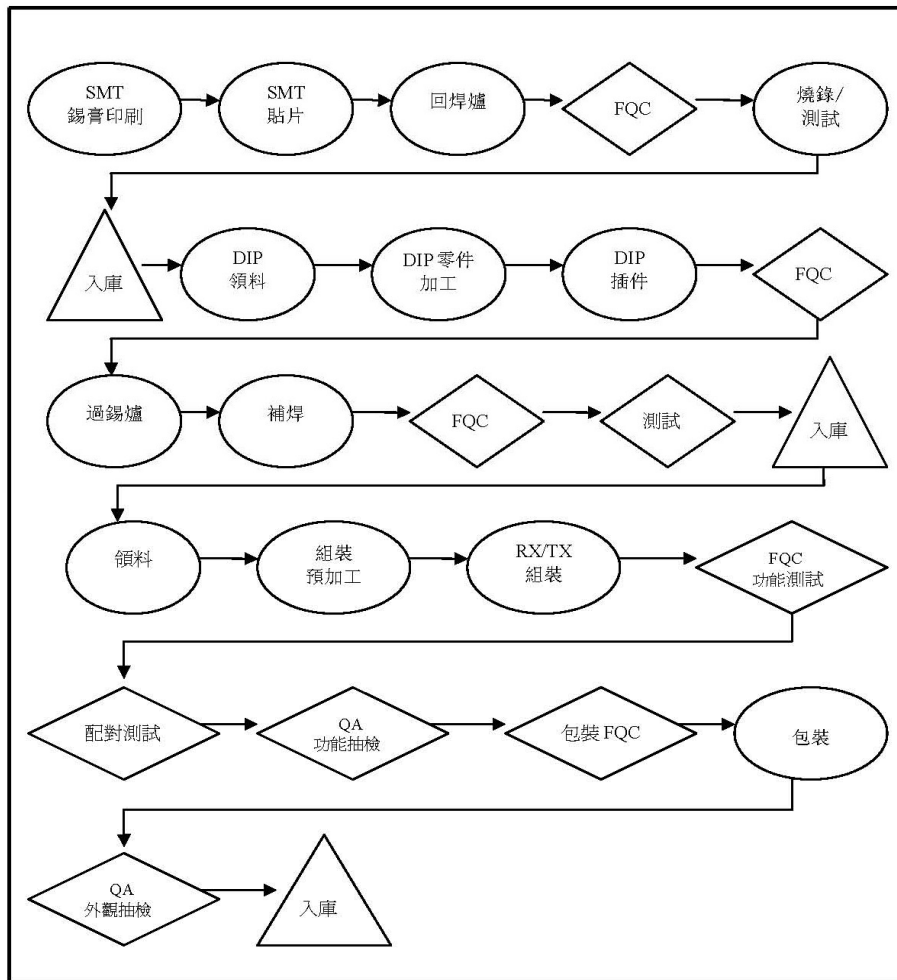 SMT
錫膏印刷
SMT
貼片
回焊爐
FQC
燒錄/
測試
入庫
DIP
領料
DIP 零件
加工
DIP
插件
FQC
過錫爐
補焊
FQC
測試
入庫
領料
組裝
預加工
RX/TX
組裝
FQC
功能測試
配對測試
QA
功能抽檢
包裝 FQC
包裝
QA
外觀抽檢
入庫